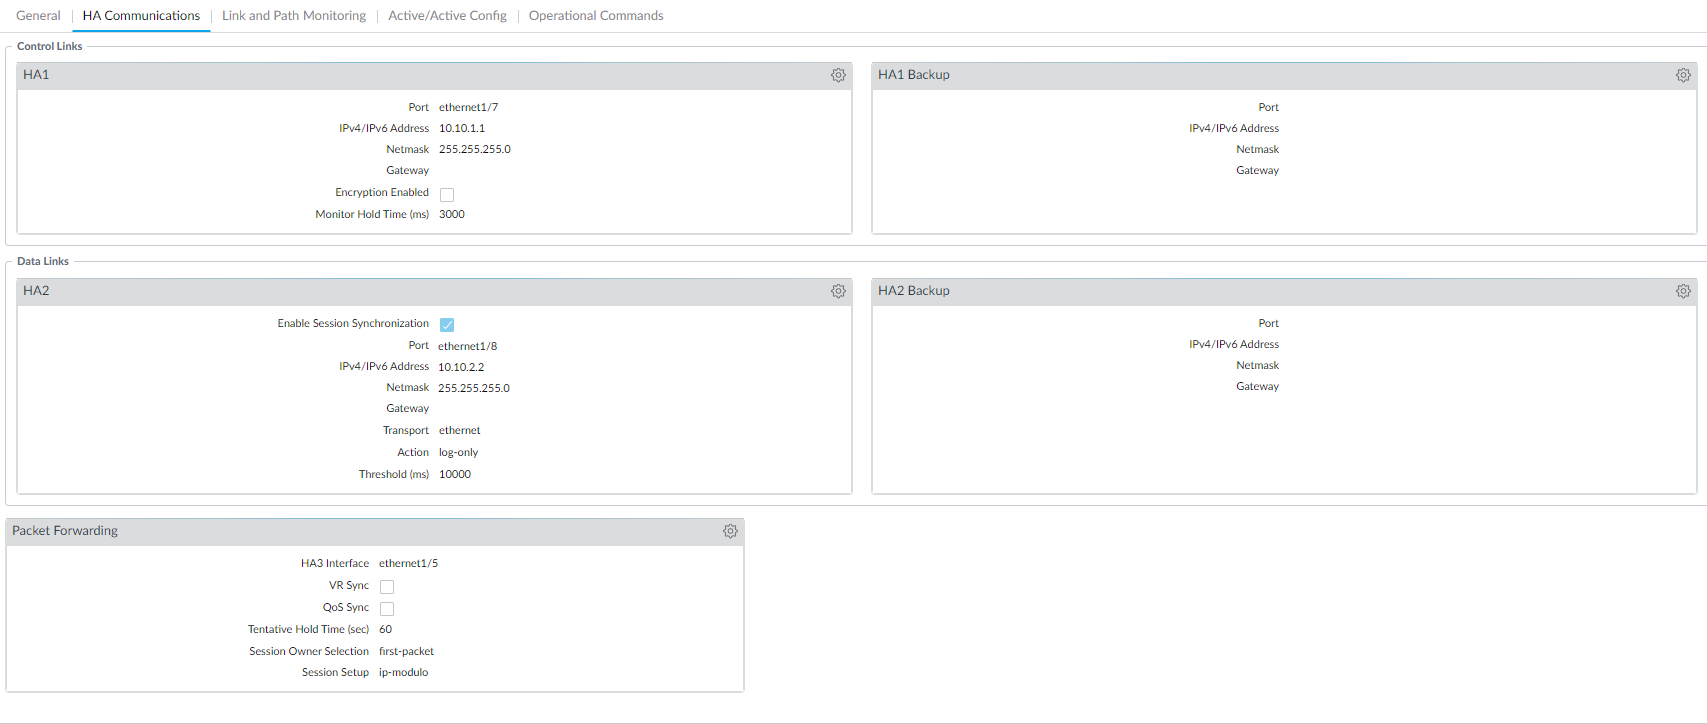 General HA Communications Link and Path Monitoring Active/Active Config Operational Commands
Control Links
HA1
Port ethernet1/7
IPv4/IPv6 Address 10.10.1.1
Netmask 255.255.255.0
Gateway
Encryption Enabled
Monitor Hold Time (ms) 3000
HA1 Backup
Port
IPv4/IPv6 Address
Netmask
Gateway
Data Links
HA2
Enable Session Synchronization
Port ethernet1/8
IPv4/IPv6 Address 10.10.2.2
Netmask 255.255.255.0
Gateway
Transport ethernet
Action log-only
Threshold (ms) 10000
HA2 Backup
Port
IPv4/IPv6 Address
Netmask
Gateway
Packet Forwarding
HA3 Interface ethernet1/5
VR Sync
QoS Sync
Tentative Hold Time (sec) 60
Session Owner Selection first-packet
Session Setup ip-modulo